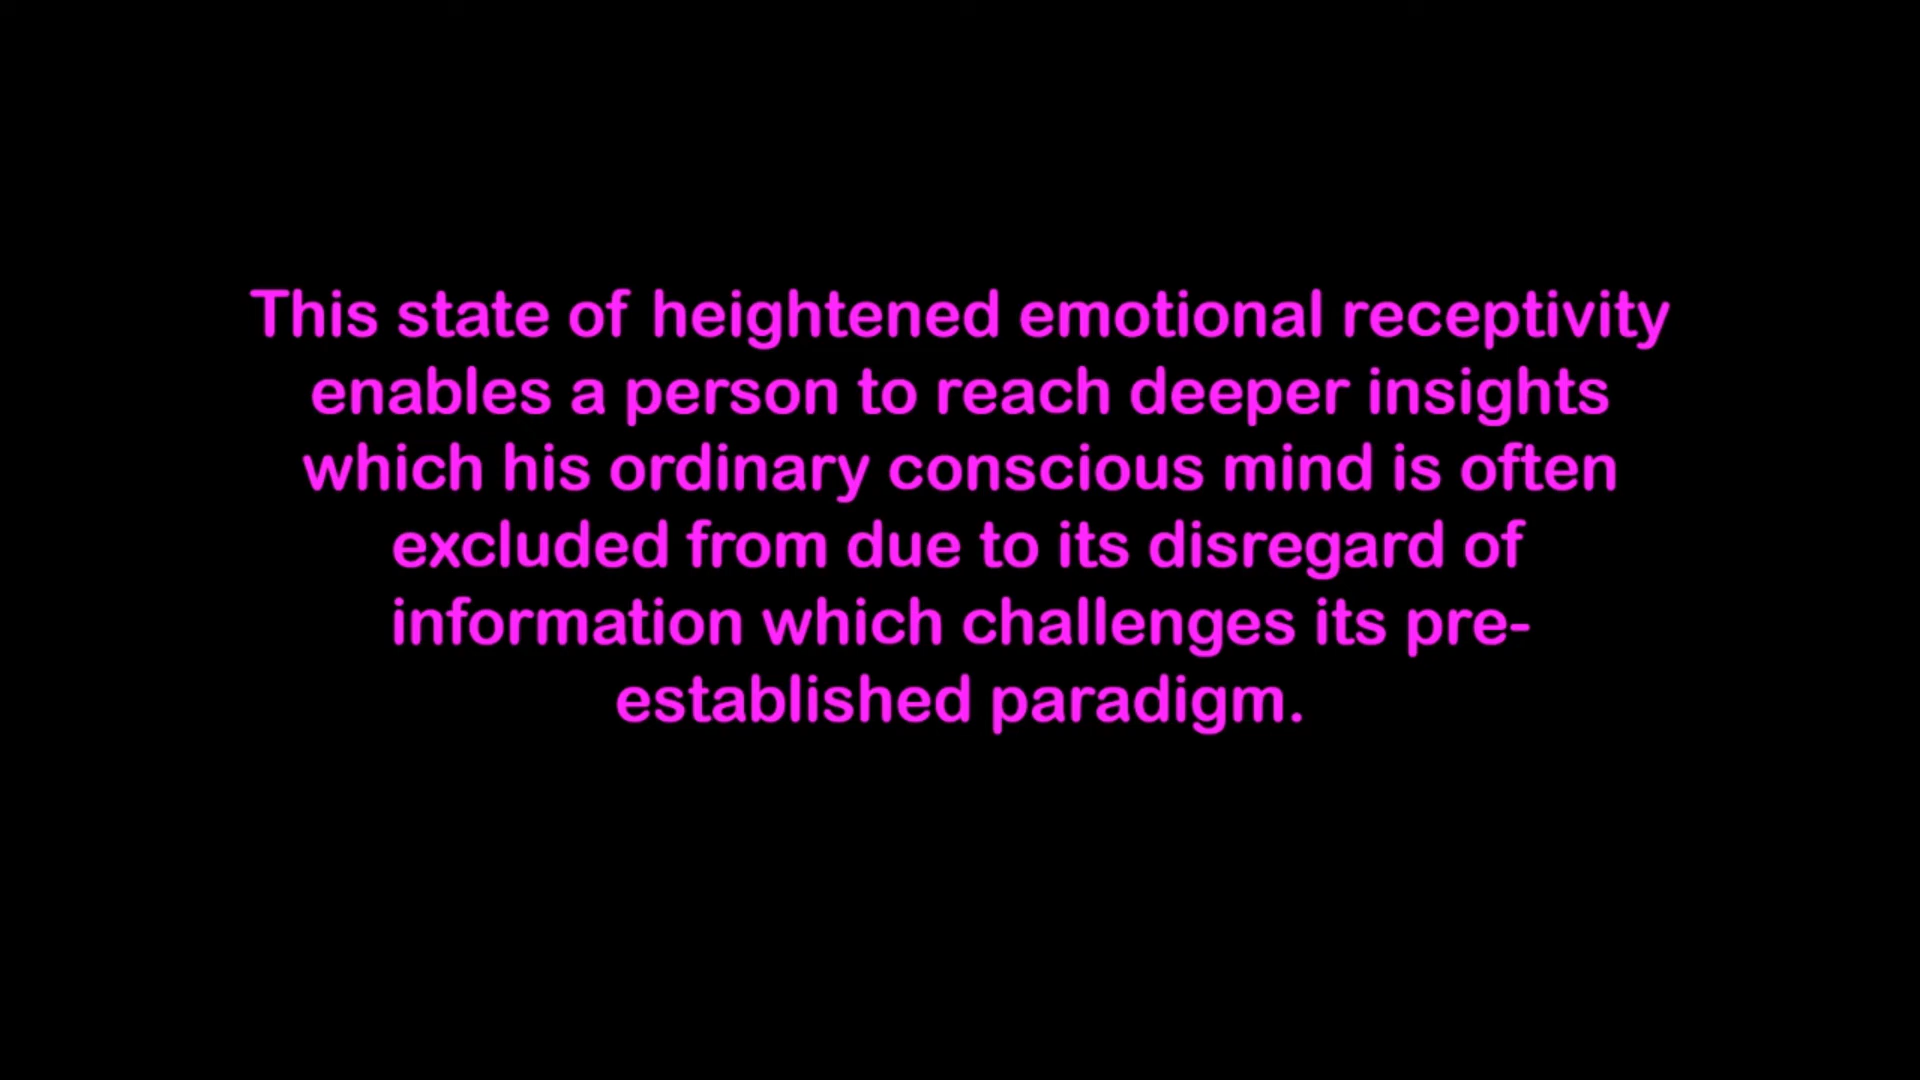 This state of heightened emotional receptivity
enables a person to reach deeper insights
which his ordinary conscious mind is often
excluded from due to its disregard of
information which challenges its pre-
established paradigm.